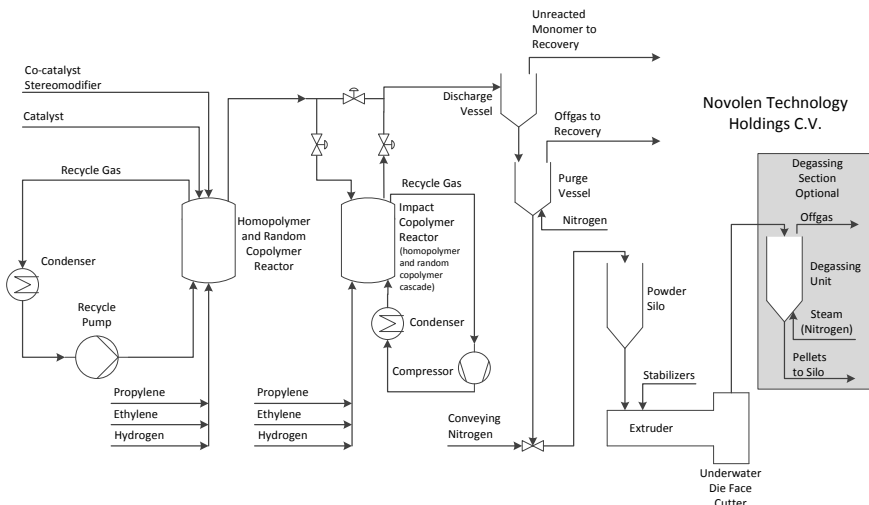 Unreacted
Monomer to
Recovery
Co-catalyst
Stereomodifier
Catalyst
Discharge
Vessel
Offgas to
Recovery
Novolen Technology
Holdings C.V.
Recycle Gas
Homopolymer
and Random
Copolymer
Reactor
Recycle Gas
Impact
Copolymer
Reactor
(homopolymer
and random
copolymer
cascade)
Purge
Vessel
Nitrogen
Degassing
Section
Optional
Offgas
Degassing
Unit
Steam
(Nitrogen)
Pellets
to Silo
Condenser
Recycle
Pump
Condenser
Compressor
Powder
Silo
Stabilizers
Propylene
Ethylene
Hydrogen
Propylene
Ethylene
Hydrogen
Conveying
Nitrogen
Extruder
Underwater
Die Face
Cutter